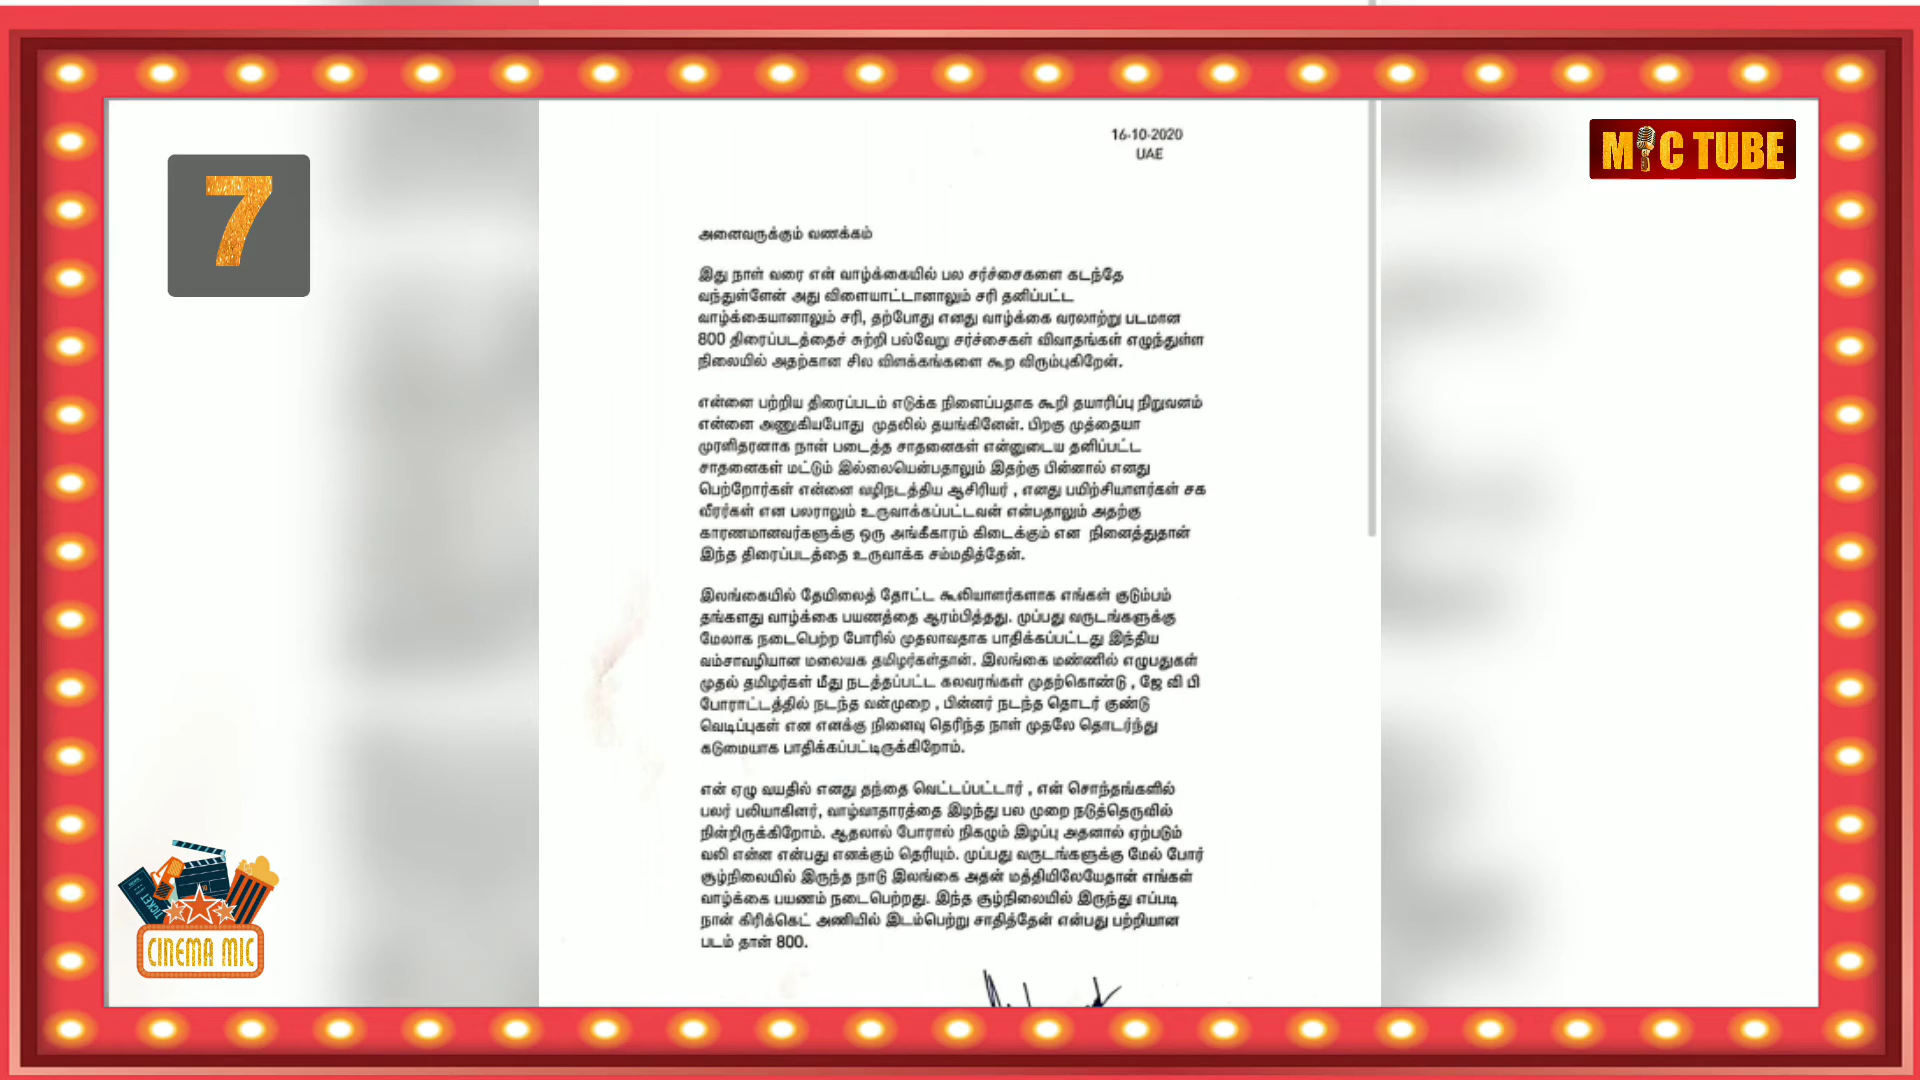 16-10-2020
UAE
7
MIC TUBE
அனைவருக்கும் வணக்கம்
இது நாள் வரை என் வாழ்க்கையில் பல சர்ச்சைகளை கடந்தே
வந்துள்ளேன் அது விளையாட்டானாலும் சரி தனிப்பட்ட
வாழ்க்கையானாலும் சரி, தற்போது எனது வாழ்க்கை வரலாற்று படமான
800 திரைப்படத்தைச் சுற்றி பல்வேறு சர்ச்சைகள் விவாதங்கள் எழுந்துள்ள
நிலையில் அதற்கான சில விளக்கங்களை கூற விரும்புகிறேன்.
என்னை பற்றிய திரைப்படம் எடுக்க நினைப்பதாக கூறி தயாரிப்பு நிறுவனம்
என்னை அணுகியபோது முதலில் தயங்கினேன். பிறகு முத்தையா
முரளிதரனாக நான் படைத்த சாதனைகள் என்னுடைய தனிப்பட்ட
சாதனைகள் மட்டும் இல்லையென்பதாலும் இதற்கு பின்னால் எனது
பெற்றோர்கள் என்னை வழிநடத்திய ஆசிரியர் , எனது பயிற்சியாளர்கள் சக
வீரர்கள் என பலராலும் உருவாக்கப்பட்டவன் என்பதாலும் அதற்கு
காரணமானவர்களுக்கு ஒரு அங்கீகாரம் கிடைக்கும் என நினைத்துதான்
இந்த திரைப்படத்தை உருவாக்க சம்மதித்தேன்.
இலங்கையில் தேயிலைத் தோட்ட கூலியாளர்களாக எங்கள் குடும்பம்
தங்களது வாழ்க்கை பயணத்தை ஆரம்பித்தது. முப்பது வருடங்களுக்கு
மேலாக நடைபெற்ற போரில் முதலாவதாக பாதிக்கப்பட்டது இந்திய
வம்சாவழியான மலையக தமிழர்கள்தான். இலங்கை மண்ணில் எழுபதுகள்
முதல் தமிழர்கள் மீது நடத்தப்பட்ட கலவரங்கள் முதற்கொண்டு , ஜே வி பி
போராட்டத்தில் நடந்த வன்முறை , பின்னர் நடந்த தொடர் குண்டு
வெடிப்புகள் என எனக்கு நினைவு தெரிந்த நாள் முதலே தொடர்ந்து
கடுமையாக பாதிக்கப்பட்டிருக்கிறோம்.
என் ஏழு வயதில் எனது தந்தை வெட்டப்பட்டார் , என் சொந்தங்களில்
பலர் பலியாகினர், வாழ்வாதாரத்தை இழந்து பல முறை நடுத்தெருவில்
நின்றிருக்கிறோம். ஆதலால் போரால் நிகழும் இழப்பு அதனால் ஏற்படும்
வலி என்ன என்பது எனக்கும் தெரியும். முப்பது வருடங்களுக்கு மேல் போர்
சூழ்நிலையில் இருந்த நாடு இலங்கை அதன் மத்தியிலேயேதான் எங்கள்
வாழ்க்கை பயணம் நடைபெற்றது. இந்த சூழ்நிலையில் இருந்து எப்படி
நான் கிரிக்கெட் அணியில் இடம்பெற்று சாதித்தேன் என்பது பற்றியான
படம் தான் 800.
TICKET
CINEMA MIC